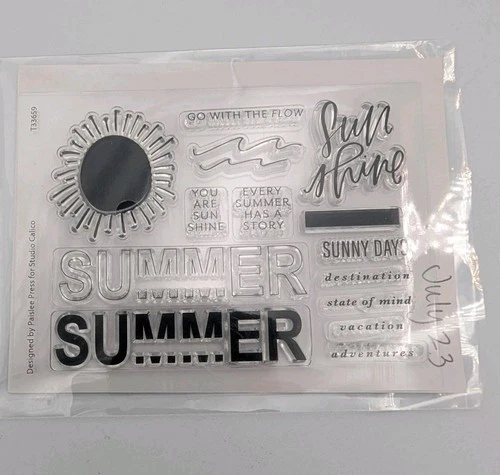 T33659
GO WITH THE FLOW
Sun
shine
YOU
ARE
SUN
SHINE
EVERY
SUMMER
HAS A
STORY
SUNNY DAYS
SUMMER
destination
state of mind
vacation
SUMMER
adventures
Designed by Paislee Press for Studio Calico
July 23